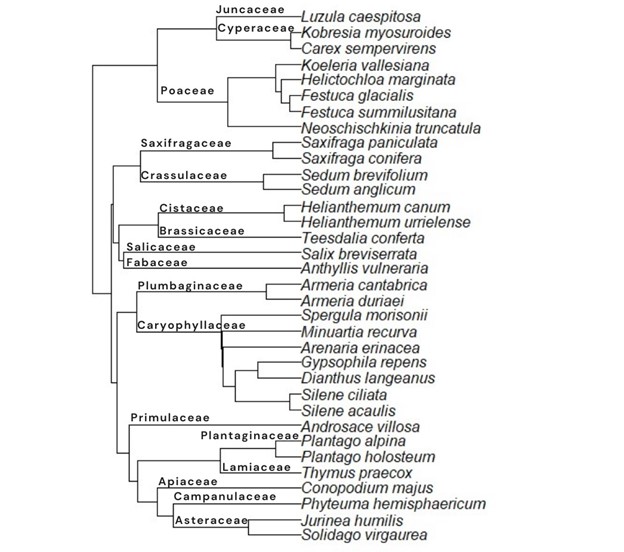 Juncaceae
Luzula caespitosa
Cyperaceae
Kobresia myosuroides
Carex sempervirens
Koeleria vallesiana
Helictochloa marginata
Poaceae
Festuca glacialis
Festuca summilusitana
Neoschischkinia truncatula
Saxifragaceae
Saxifraga paniculata
Saxifraga conifera
Crassulaceae
Sedum brevifolium
Sedum anglicum
Cistaceae
Helianthemum canum
Helianthemum urrielense
Brassicaceae
Teesdalia conferta
Salicaceae
Salix breviserrata
Fabaceae
Anthyllis vulneraria
Plumbaginaceae
Armeria cantabrica
Armeria duriaei
Spergula morisonii
Caryophyllaceae
Minuartia recurva
Arenaria erinacea
Gypsophila repens
Dianthus langeanus
Silene ciliata
Silene acaulis
Primulaceae
Androsace villosa
Plantaginaceae
Plantago alpina
Plantago holosteum
Lamiaceae
Thymus praecox
Apiaceae
Conopodium majus
Campanulaceae
Phyteuma hemisphaericum
Asteraceae
Jurinea humilis
Solidago virgaurea